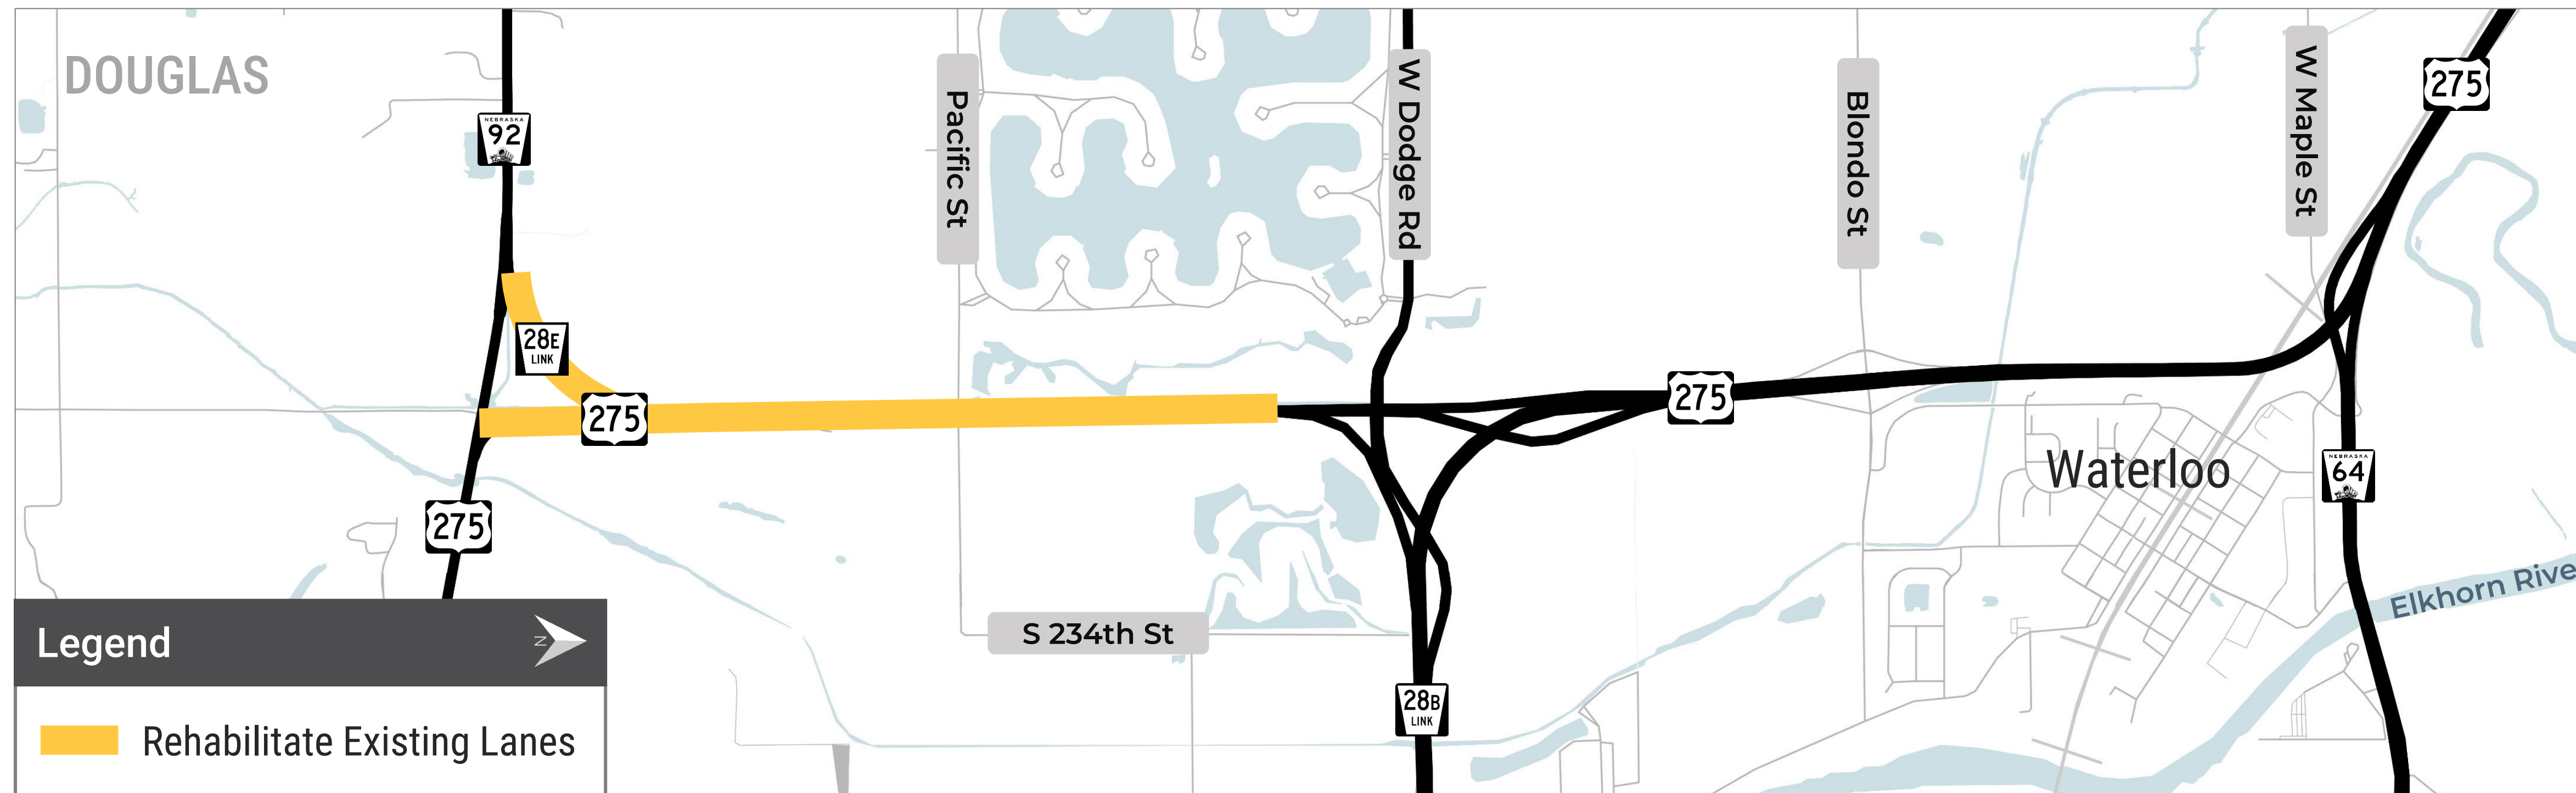 DOUGLAS
NEBRASKA
92
28E
LINK
275
275
Pacific St
W Dodge Rd
S 234th St
28B
LINK
275
Blondo St
W Maple St
275
Waterloo
NEBRASKA
64
Elkhorn Rive
Legend
N
Rehabilitate Existing Lanes